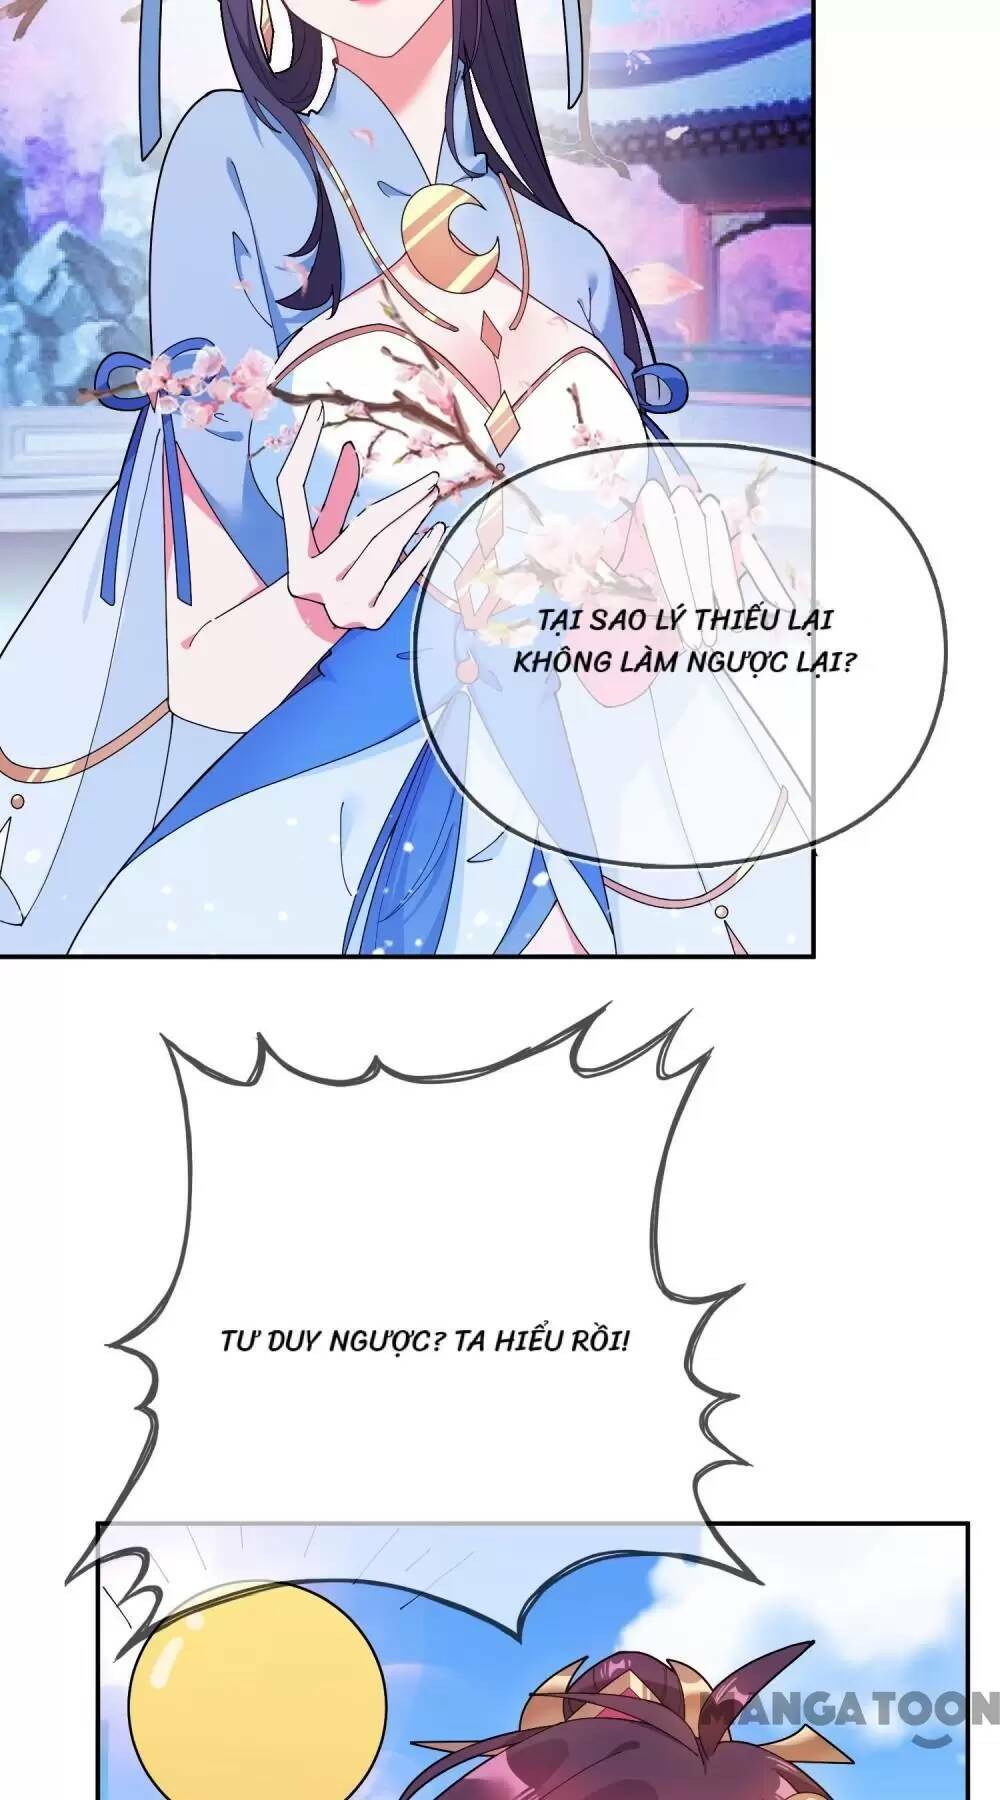 TẠI SAO LÝ THIẾU LẠI
KHÔNG LÀM NGƯỢC LẠI?
TƯ DUY NGƯỢC? TA HIỂU RỒI!
MANGATOON